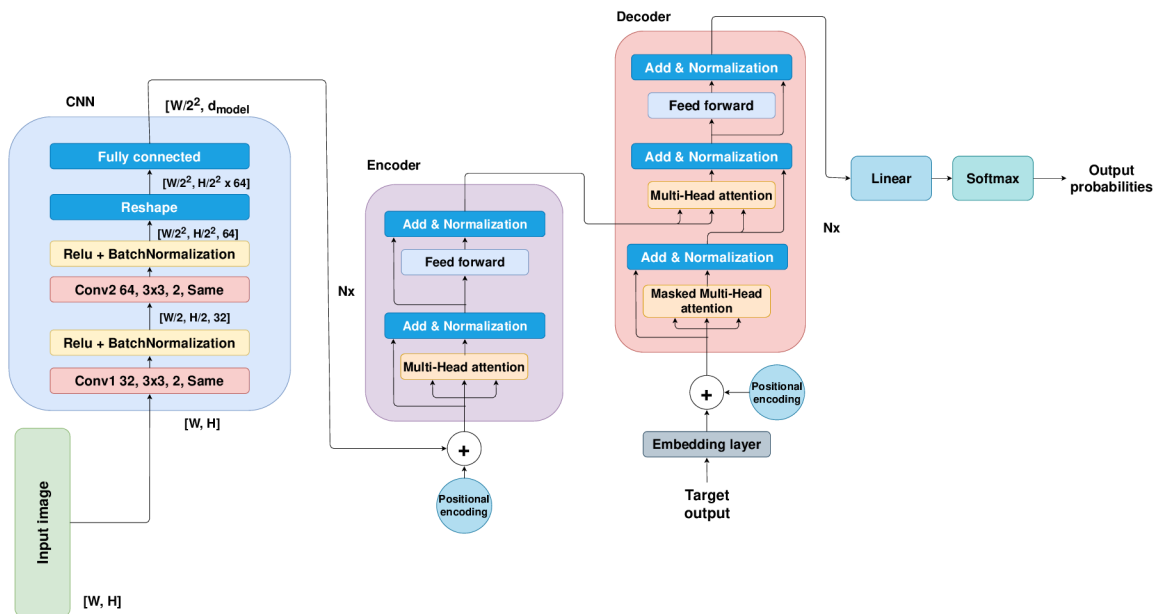 CNN
[W/2², d_model
Fully connected
[W/2², H/2² x 64]
Reshape
[W/2², H/2², 64]
Relu + BatchNormalization
Conv2 64, 3x3, 2, Same
[W/2, H/2, 32]
Relu + BatchNormalization
Conv1 32, 3x3, 2, Same
[W, H]
Input image
[W, H]
Encoder
Add & Normalization
Feed forward
Nx
Add & Normalization
Multi-Head attention
+
Positional
encoding
Decoder
Add & Normalization
Feed forward
Add & Normalization
Multi-Head attention
Nx
Add & Normalization
Masked Multi-Head
attention
+
Positional
encoding
Embedding layer
Target
output
Linear
Softmax
Output
probabilities